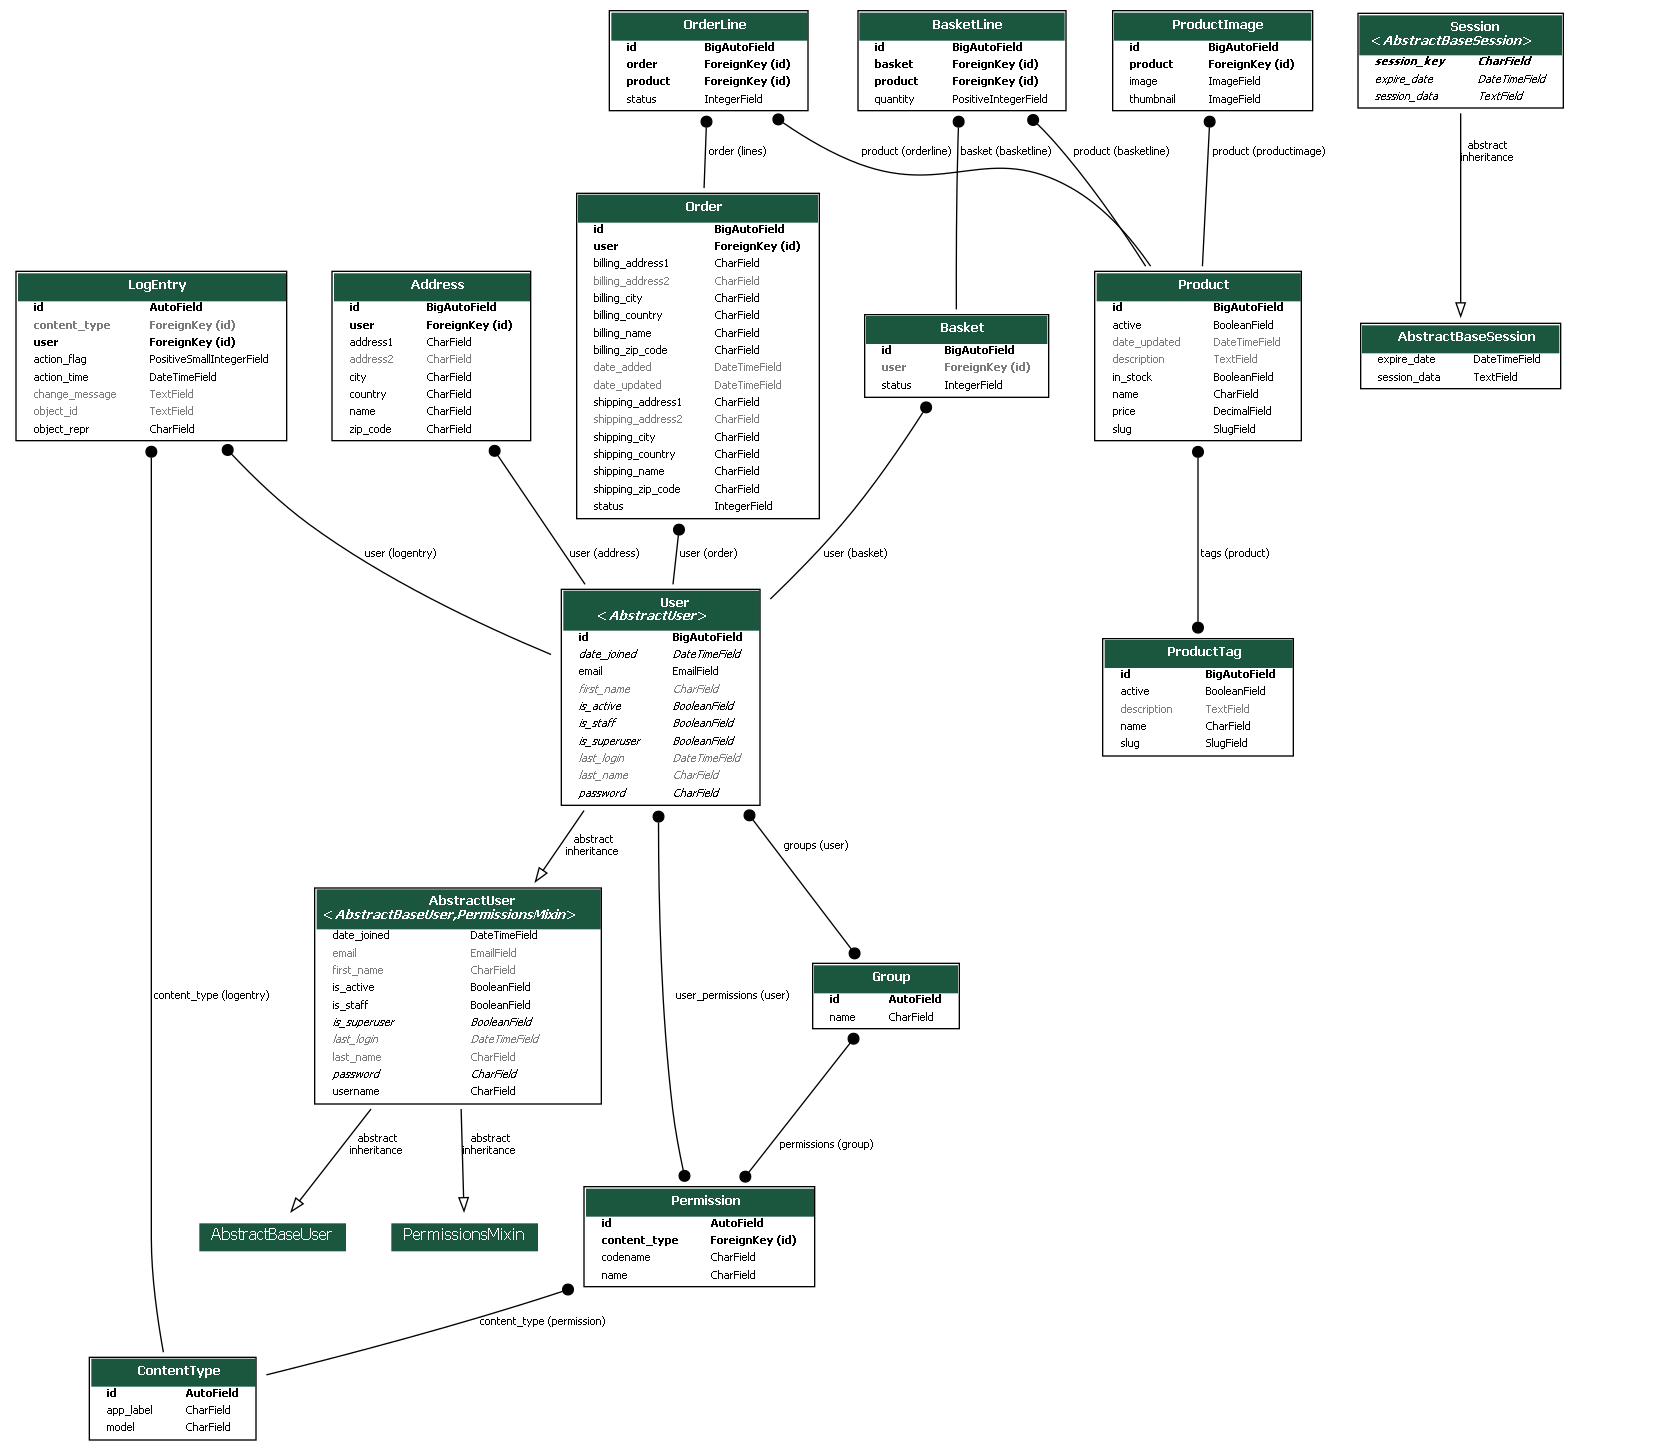 OrderLine
id BigAutoField
order ForeignKey (id)
product ForeignKey (id)
status IntegerField
BasketLine
id BigAutoField
basket ForeignKey (id)
product ForeignKey (id)
quantity PositiveIntegerField
ProductImage
id BigAutoField
product ForeignKey (id)
image ImageField
thumbnail ImageField
Session
<AbstractBaseSession>
session_key CharField
expire_date DateTimeField
session_data TextField
order (lines)
product (orderline)
basket (basketline)
product (basketline)
product (productimage)
abstract
inheritance
Order
id BigAutoField
user ForeignKey (id)
billing_address1 CharField
billing_address2 CharField
billing_city CharField
billing_country CharField
billing_name CharField
billing_zip_code CharField
date_added DateTimeField
date_updated DateTimeField
shipping_address1 CharField
shipping_address2 CharField
shipping_city CharField
shipping_country CharField
shipping_name CharField
shipping_zip_code CharField
status IntegerField
LogEntry
id AutoField
content_type ForeignKey (id)
user ForeignKey (id)
action_flag PositiveSmallIntegerField
action_time DateTimeField
change_message TextField
object_id TextField
object_repr CharField
Address
id BigAutoField
user ForeignKey (id)
address1 CharField
address2 CharField
city CharField
country CharField
name CharField
zip_code CharField
Basket
id BigAutoField
user ForeignKey (id)
status IntegerField
Product
id BigAutoField
active BooleanField
date_updated DateTimeField
description TextField
in_stock BooleanField
name CharField
price DecimalField
slug SlugField
AbstractBaseSession
expire_date DateTimeField
session_data TextField
user (logentry)
user (address)
user (order)
user (basket)
tags (product)
User
<AbstractUser>
id BigAutoField
date_joined DateTimeField
email EmailField
first_name CharField
is_active BooleanField
is_staff BooleanField
is_superuser BooleanField
last_login DateTimeField
last_name CharField
password CharField
ProductTag
id BigAutoField
active BooleanField
description TextField
name CharField
slug SlugField
abstract
inheritance
groups (user)
AbstractUser
<AbstractBaseUser,PermissionsMixin>
date_joined DateTimeField
email EmailField
first_name CharField
is_active BooleanField
is_staff BooleanField
is_superuser BooleanField
last_login DateTimeField
last_name CharField
password CharField
username CharField
content_type (logentry)
user_permissions (user)
Group
id AutoField
name CharField
abstract
inheritance
abstract
inheritance
permissions (group)
AbstractBaseUser
PermissionsMixin
Permission
id AutoField
content_type ForeignKey (id)
codename CharField
name CharField
content_type (permission)
ContentType
id AutoField
app_label CharField
model CharField